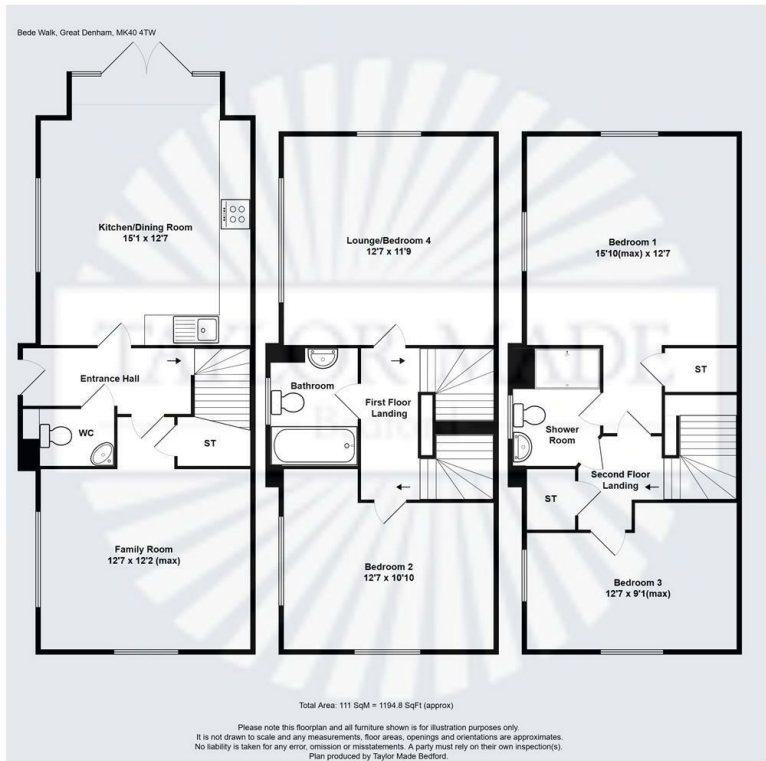 Bede Walk, Great Denham, MK40 4TW
Kitchen/Dining Room
15'1 x 12'7
Entrance Hall
WC
ST
Family Room
12'7 x 12'2 (max)
Lounge/Bedroom 4
12'7 x 11'9
Bathroom
First Floor
Landing
Bedroom 2
12'7 x 10'10
Bedroom 1
15'10(max) x 12'7
ST
Shower
Room
Second Floor
Landing
ST
Bedroom 3
12'7 x 9'1(max)
TAYLOR MADE
Bedford
Total Area: 111 SqM = 1194.8 SqFt (approx)
Please note this floorplan and all furniture shown is for illustration purposes only.
It is not drawn to scale and any measurements, floor areas, openings and orientations are approximates.
No liability is taken for any error, omission or misstatements. A party must rely on their own inspection(s).
Plan produced by Taylor Made Bedford.